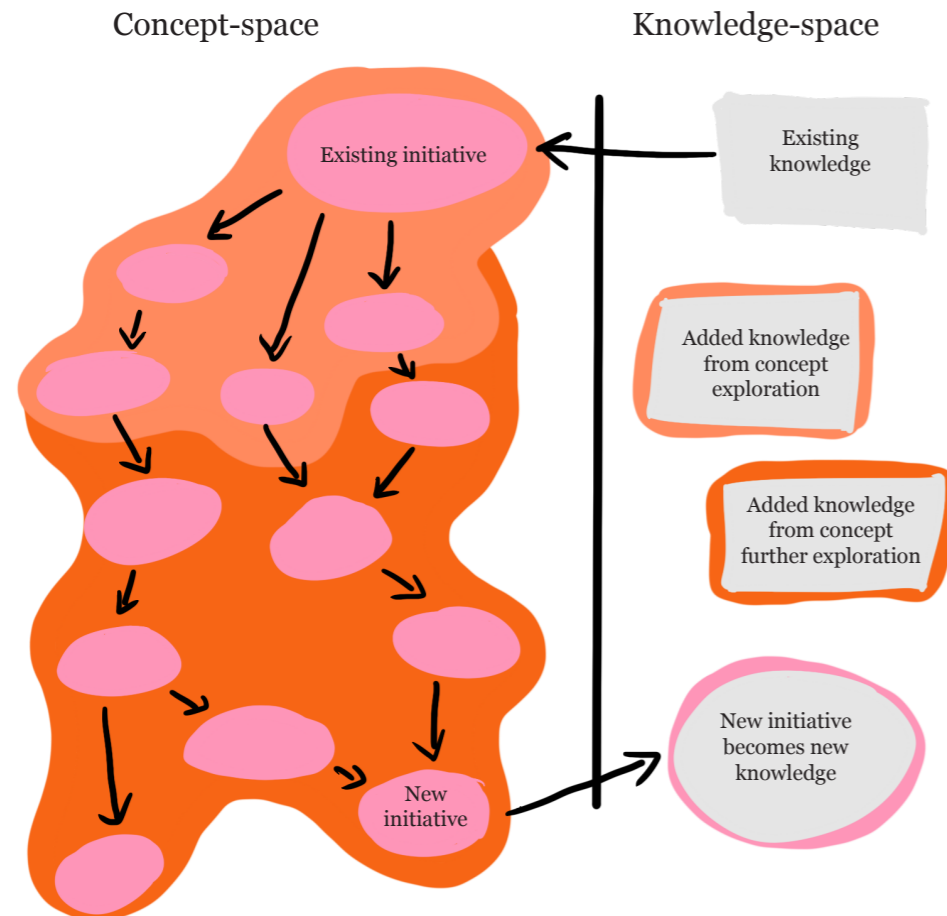 Concept-space
Knowledge-space
Existing initiative
Existing
knowledge
Added knowledge
from concept
exploration
Added knowledge
from concept
further exploration
New initiative
becomes new
knowledge
New
initiative